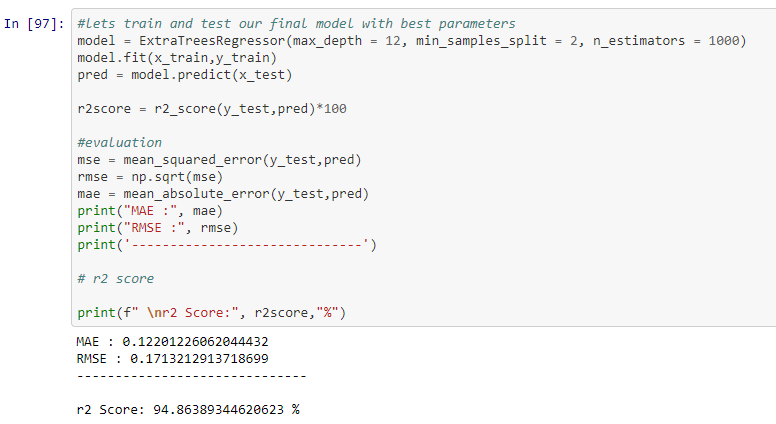 In [97]: #lets train and test our final model with best parameters
model = ExtraTreesRegressor(max_depth = 12, min_samples_split = 2, n_estimators = 1000)
model.fit(x_train,y_train)
pred = model.predict(x_test)

r2score = r2_score(y_test,pred)*100

#evaluation
mse = mean_squared_error(y_test,pred)
rmse = np.sqrt(mse)
mae = mean_absolute_error(y_test,pred)
print("MAE :", mae)
print("RMSE :", rmse)
print('------------------------------')

# r2 score

print(f" \nr2 Score:", r2score,"%")
MAE : 0.12201226062044432
RMSE : 0.1713212913718699
------------------------------

r2 Score: 94.86389344620623 %